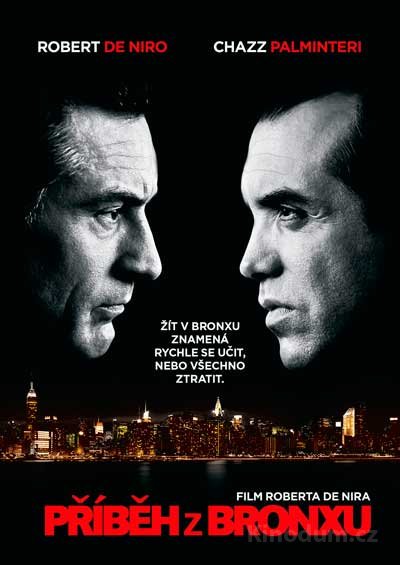 ROBERT DE NIRO
CHAZZ PALMINTERI
ŽÍT V BRONXU
ZNAMENÁ
RYCHLE SE UČIT,
NEBO VŠECHNO
ZTRATIT.
FILM ROBERTA DE NIRA
PŘÍBĚH Z BRONXU
Kinodum.cz